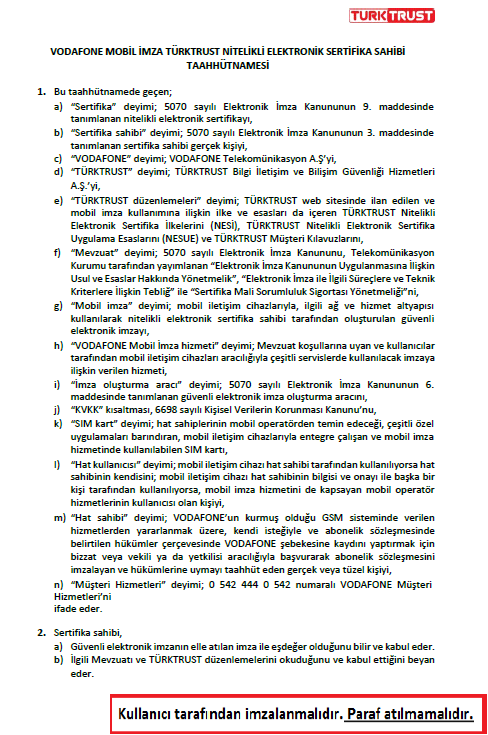 TURKTRUST
VODAFONE MOBİL İMZA TÜRKTRUST NİTELİKLİ ELEKTRONİK SERTİFİKA SAHİBİ
TAAHHÜTNAMESİ
1. Bu taahhütnamede geçen;
a) “Sertifika” deyimi; 5070 sayılı Elektronik İmza Kanununun 9. maddesinde
tanımlanan nitelikli elektronik sertifikayı,
b) “Sertifika sahibi” deyimi; 5070 sayılı Elektronik İmza Kanununun 3. maddesinde
tanımlanan sertifika sahibi gerçek kişiyi,
c) “VODAFONE” deyimi; VODAFONE Telekomünikasyon A.Ş’yi,
d) “TÜRKTRUST” deyimi; TÜRKTRUST Bilgi İletişim ve Bilişim Güvenliği Hizmetleri
A.Ş.’yi,
e) “TÜRKTRUST düzenlemeleri” deyimi; TÜRKTRUST web sitesinde ilan edilen ve
mobil imza kullanımına ilişkin ilke ve esasları da içeren TÜRKTRUST Nitelikli
Elektronik Sertifika İlkelerini (NESİ), TÜRKTRUST Nitelikli Elektronik Sertifika
Uygulama Esaslarını (NESUE) ve TÜRKTRUST Müşteri Kılavuzlarını,
f) “Mevzuat” deyimi; 5070 sayılı Elektronik İmza Kanununu, Telekomünikasyon
Kurumu tarafından yayımlanan “Elektronik İmza Kanununun Uygulanmasına İlişkin
Usul ve Esaslar Hakkında Yönetmelik”, “Elektronik İmza ile İlgili Süreçlere ve Teknik
Kriterlere İlişkin Tebliğ” ile “Sertifika Mali Sorumluluk Sigortası Yönetmeliği”ni,
g) “Mobil imza” deyimi; mobil iletişim cihazlarıyla, ilgili ağ ve hizmet altyapısı
kullanılarak nitelikli elektronik sertifika sahibi tarafından oluşturulan güvenli
elektronik imzayı,
h) “VODAFONE Mobil İmza hizmeti” deyimi; Mevzuat koşullarına uyan ve kullanıcılar
tarafından mobil iletişim cihazları aracılığıyla çeşitli servislerde kullanılacak imzaya
ilişkin verilen hizmeti,
i) “İmza oluşturma aracı” deyimi; 5070 sayılı Elektronik İmza Kanununun 6.
maddesinde tanımlanan güvenli elektronik imza oluşturma aracını,
j) “KVKK” kısaltması, 6698 sayılı Kişisel Verilerin Korunması Kanunu’nu,
k) “SIM kart” deyimi; hat sahiplerinin mobil operatörden temin edeceği, çeşitli özel
uygulamaları barındıran, mobil iletişim cihazlarıyla entegre çalışan ve mobil imza
hizmetinde kullanılabilen SIM kartı,
l) “Hat kullanıcısı” deyimi; mobil iletişim cihazı hat sahibi tarafından kullanılıyorsa hat
sahibinin kendisini; mobil iletişim cihazı hat sahibinin bilgisi ve onayı ile başka bir
kişi tarafından kullanılıyorsa, mobil imza hizmetini de kapsayan mobil operatör
hizmetlerinin kullanıcısı olan kişiyi,
m) “Hat sahibi” deyimi; VODAFONE’un kurmuş olduğu GSM sisteminde verilen
hizmetlerden yararlanmak üzere, kendi isteğiyle ve abonelik sözleşmesinde
belirtilen hükümler çerçevesinde VODAFONE şebekesine kaydını yaptırmak için
bizzat veya vekili ya da yetkilisi aracılığıyla başvurarak abonelik sözleşmesini
imzalayan ve hükümlerine uymayı taahhüt eden gerçek veya tüzel kişiyi,
n) “Müşteri Hizmetleri” deyimi; 0 542 444 0 542 numaralı VODAFONE Müşteri
Hizmetleri’ni
ifade eder.
2. Sertifika sahibi,
a) Güvenli elektronik imzanın elle atılan imza ile eşdeğer olduğunu bilir ve kabul eder.
b) İlgili Mevzuatı ve TÜRKTRUST düzenlemelerini okuduğunu ve kabul ettiğini beyan
eder.
Kullanıcı tarafından imzalanmalıdır. Paraf atılmamalıdır.